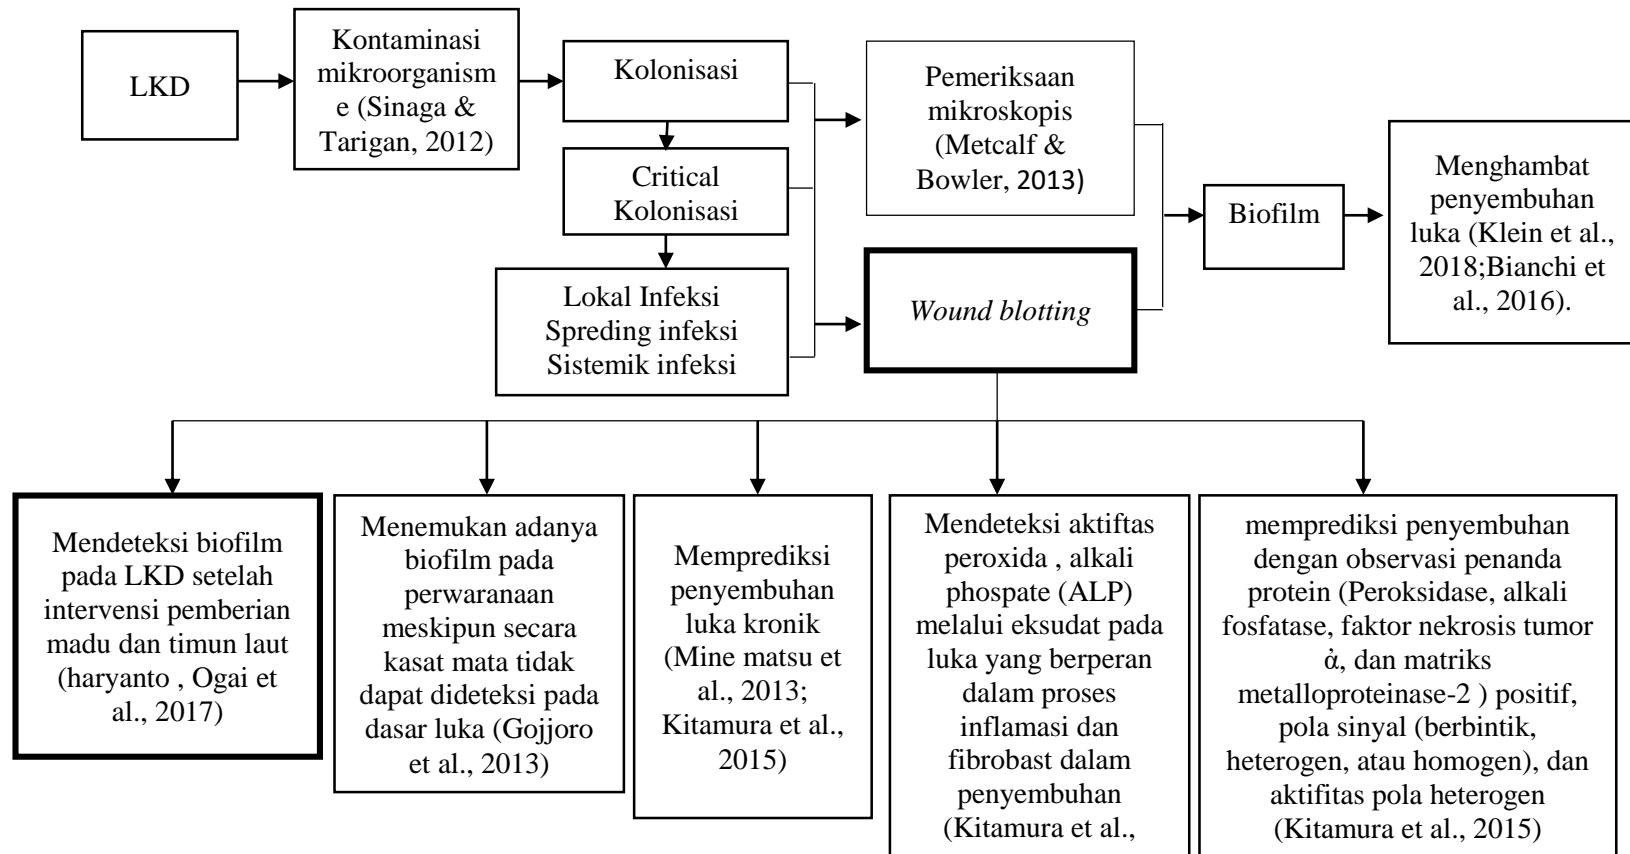 LKD
Kontaminasi
mikroorganism
e (Sinaga &
Tarigan, 2012)
Kolonisasi
Critical
Kolonisasi
Lokal Infeksi
Spreding infeksi
Sistemik infeksi
Pemeriksaan
mikroskopis
(Metcalf &
Bowler, 2013)
Wound blotting
Biofilm
Menghambat
penyembuhan
luka (Klein et al.,
2018;Bianchi et
al., 2016).
Mendeteksi biofilm
pada LKD setelah
intervensi pemberian
madu dan timun laut
(haryanto , Ogai et
al., 2017)
Menemukan adanya
biofilm pada
perwaranaan
meskipun secara
kasat mata tidak
dapat dideteksi pada
dasar luka (Gojjoro
et al., 2013)
Memprediksi
penyembuhan
luka kronik
(Mine matsu et
al., 2013;
Kitamura et al.,
2015)
Mendeteksi aktiftas
peroxida , alkali
phospate (ALP)
melalui eksudat pada
luka yang berperan
dalam proses
inflamasi dan
fibrobast dalam
penyembuhan
(Kitamura et al.,
memprediksi penyembuhan
dengan observasi penanda
protein (Peroksidase, alkali
fosfatase, faktor nekrosis tumor
ἀ, dan matriks
metalloproteinase-2 ) positif,
pola sinyal (berbintik,
heterogen, atau homogen), dan
aktifitas pola heterogen
(Kitamura et al., 2015)